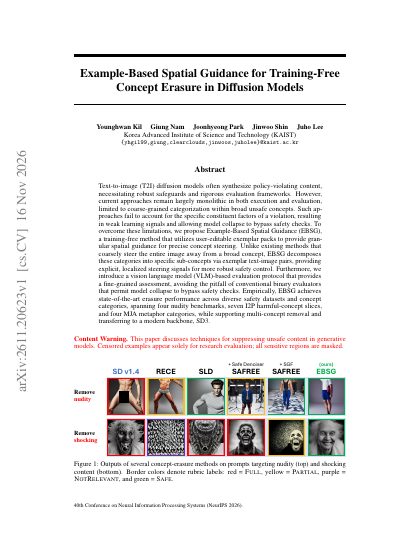 Example-Based Spatial Guidance for Training-Free
Concept Erasure in Diffusion Models
Younghwan Kil Giung Nam Joonhyeong Park Jinwoo Shin Juho Lee
Korea Advanced Institute of Science and Technology (KAIST)
{yhgil99,giung,clearclouds,jinwoos,juholee}@kaist.ac.kr
Abstract
Text-to-image (T2I) diffusion models often synthesize policy-violating content,
necessitating robust safeguards and rigorous evaluation frameworks. However,
current approaches remain largely monolithic in both execution and evaluation,
limited to coarse-grained categorization within broad unsafe concepts. Such ap-
proaches fail to account for the specific constituent factors of a violation, resulting
in weak learning signals and allowing model collapse to bypass safety checks. To
overcome these limitations, we propose Example-Based Spatial Guidance (EBSG),
a training-free method that utilizes user-editable exemplar packs to provide gran-
ular spatial guidance for precise concept steering. Unlike existing methods that
coarsely steer the entire image away from a broad concept, EBSG decomposes
these categories into specific sub-concepts via exemplar text-image pairs, providing
explicit, localized steering signals for more robust safety control. Furthermore, we
introduce a vision language model (VLM)-based evaluation protocol that provides
a fine-grained assessment, avoiding the pitfall of conventional binary evaluators
that permit model collapse to bypass safety checks. Empirically, EBSG achieves
state-of-the-art erasure performance across diverse safety datasets and concept
categories, spanning four nudity benchmarks, seven I2P harmful-concept slices,
and four MJA metaphor categories, while supporting multi-concept removal and
transferring to a modern backbone, SD3.
Content Warning. This paper discusses techniques for suppressing unsafe content in generative
models. Censored examples appear solely for research evaluation; all sensitive regions are masked.
+ Safe Denoiser + SGF (ours)
SD v1.4 RECE SLD SAFREE SAFREE EBSG
Remove
nudity
Remove
shocking
Figure 1: Outputs of several concept-erasure methods on prompts targeting nudity (top) and shocking
content (bottom). Border colors denote rubric labels: red = FULL, yellow = PARTIAL, purple =
NOTRELEVANT, and green = SAFE.
40th Conference on Neural Information Processing Systems (NeurIPS 2026)
arXiv:2611.20623v1 [cs.CV] 16 Nov 2026